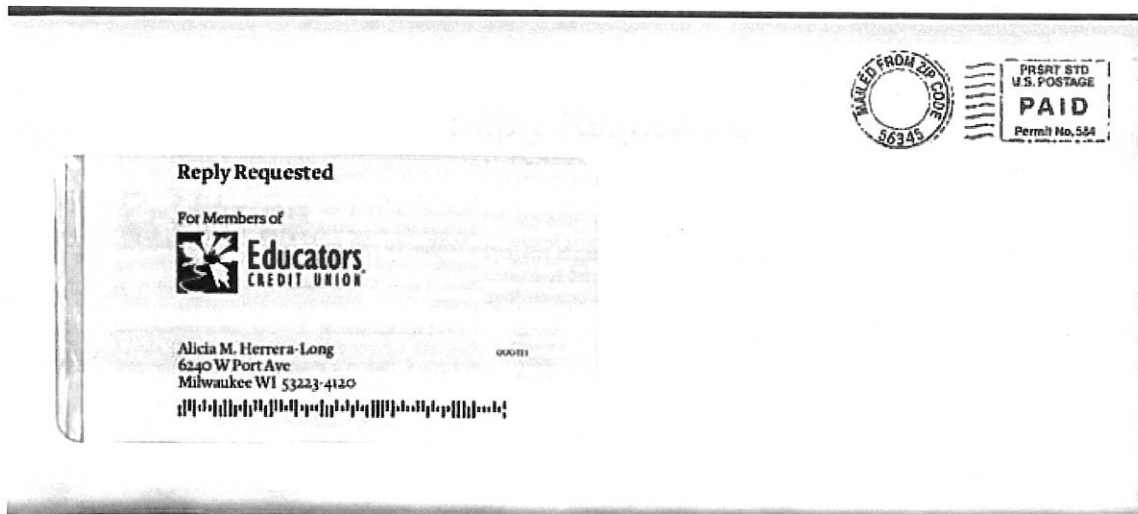 MAILED FROM ZIP CODE
56345
PRSRT STD
U.S. POSTAGE
PAID
Permit No. 584
Reply Requested
For Members of
Educators
CREDIT UNION
Alicia M. Herrera-Long
6240 W Port Ave
Milwaukee WI 53223-4120